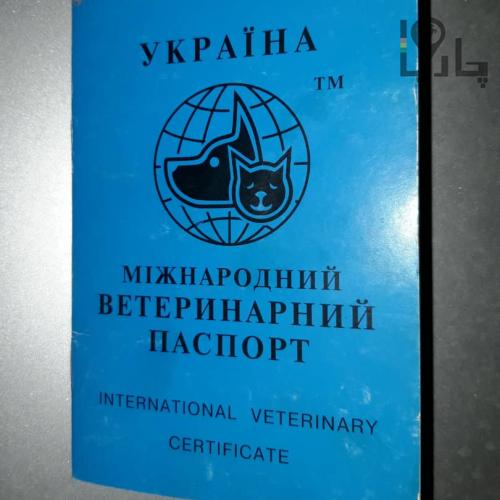 УКРАЇНА
TM
МІЖНАРОДНИЙ
ВЕТЕРИНАРНИЙ
ПАСПОРТ
INTERNATIONAL VETERINARY
CERTIFICATE